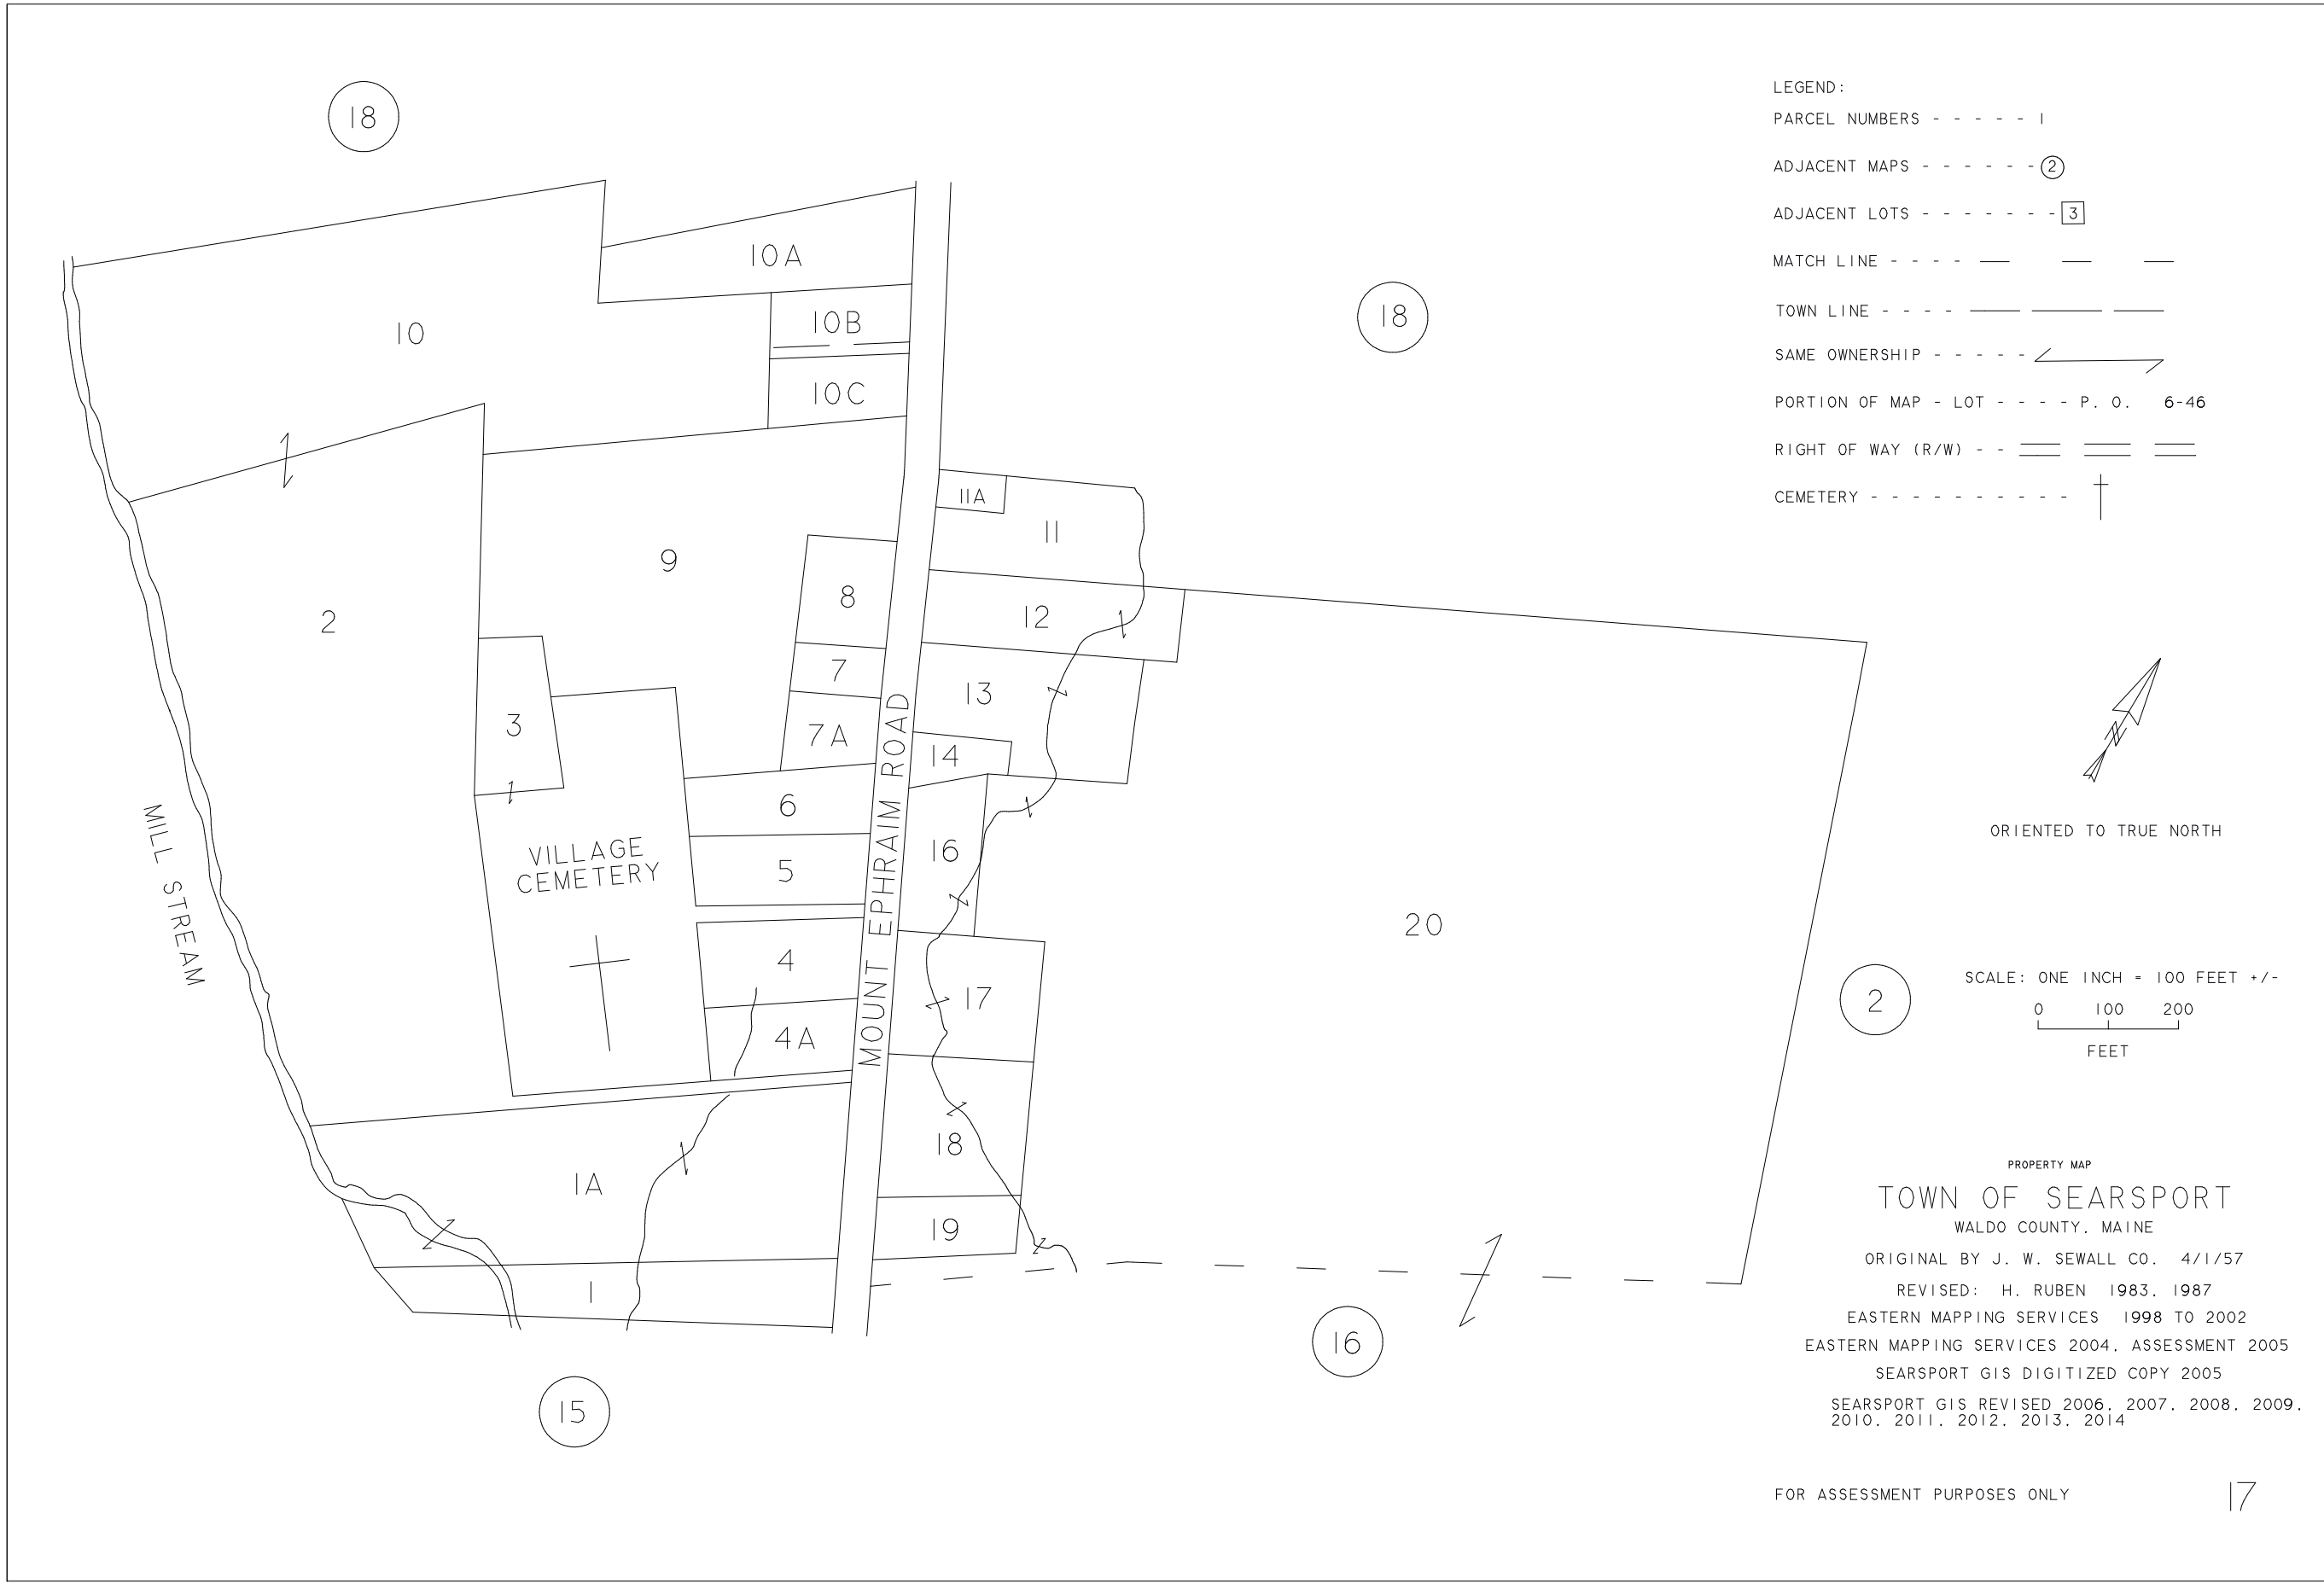 18
LEGEND:
PARCEL NUMBERS - - - - - 1
ADJACENT MAPS - - - - - - 2
ADJACENT LOTS - - - - - - - 3
MATCH LINE - - - -
TOWN LINE - - - -
SAME OWNERSHIP - - - - -
PORTION OF MAP - LOT - - - - P. O. 6-46
RIGHT OF WAY (R/W) - -
CEMETERY - - - - - - - - - -
10A
10
10B
18
10C
11A
11
9
8
12
2
7
13
3
7A
14
6
16
5
VILLAGE
CEMETERY
MILL STREAM
MOUNT EPHRAIM ROAD
4
17
4A
20
18
1A
19
1
N
ORIENTED TO TRUE NORTH
2
SCALE: ONE INCH = 100 FEET +/-
0 100 200
FEET
16
15
PROPERTY MAP
TOWN OF SEARSPORT
WALDO COUNTY, MAINE
ORIGINAL BY J. W. SEWALL CO. 4/1/57
REVISED: H. RUBEN 1983, 1987
EASTERN MAPPING SERVICES 1998 TO 2002
EASTERN MAPPING SERVICES 2004, ASSESSMENT 2005
SEARSPORT GIS DIGITIZED COPY 2005
SEARSPORT GIS REVISED 2006, 2007, 2008, 2009,
2010, 2011, 2012, 2013, 2014
FOR ASSESSMENT PURPOSES ONLY
17